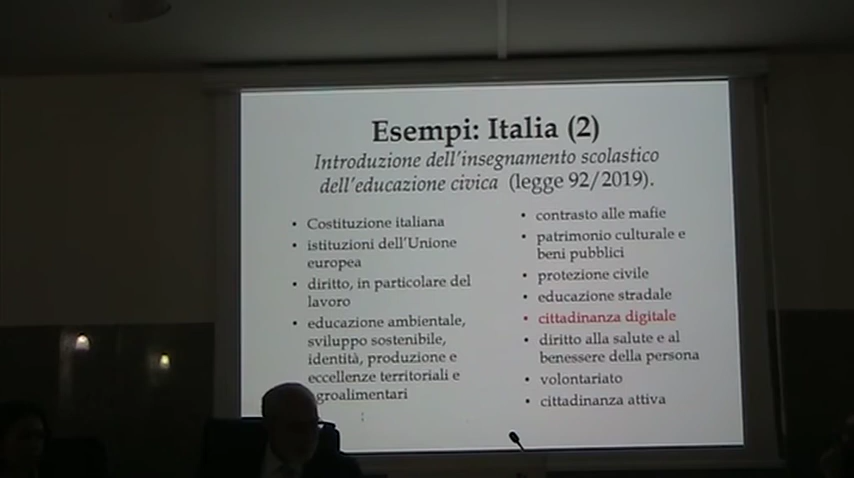 Esempi: Italia (2)
Introduzione dell'insegnamento scolastico
dell'educazione civica (legge 92/2019).
• Costituzione italiana
• istituzioni dell'Unione
europea
• diritto, in particolare del
lavoro
• educazione ambientale,
sviluppo sostenibile,
identità, produzione e
eccellenze territoriali e
groalimentari
• contrasto alle mafie
• patrimonio culturale e
beni pubblici
• protezione civile
• educazione stradale
• cittadinanza digitale
• diritto alla salute e al
benessere della persona
• volontariato
• cittadinanza attiva